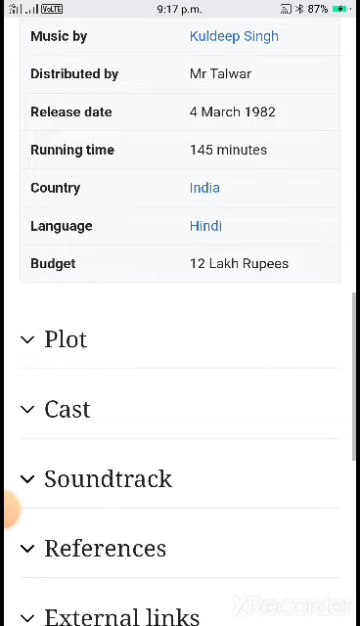 VoLTE 9:17 p.m. 87%
Music by Kuldeep Singh
Distributed by Mr Talwar
Release date 4 March 1982
Running time 145 minutes
Country India
Language Hindi
Budget 12 Lakh Rupees
Plot
Cast
Soundtrack
References
External links
XRecorder